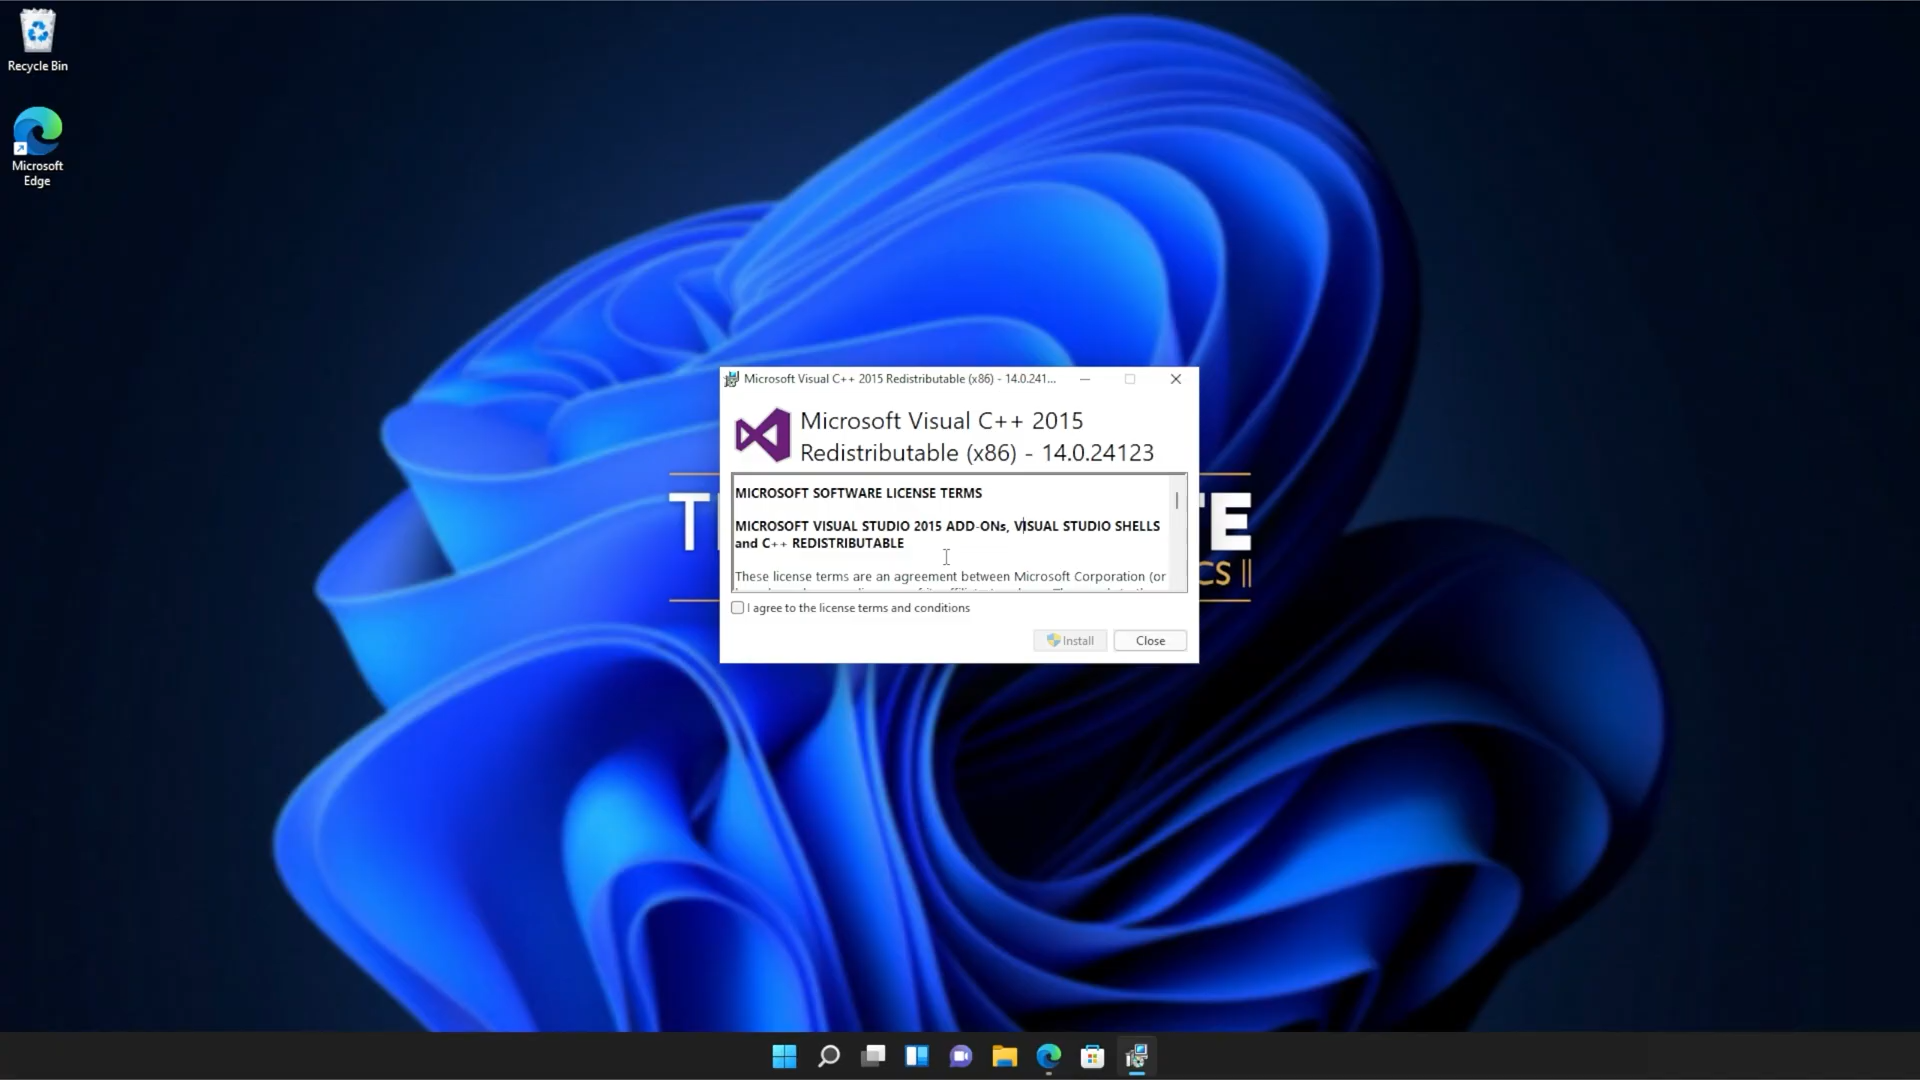 Recycle Bin
Microsoft
Edge
Microsoft Visual C++ 2015 Redistributable (x86) - 14.0.241...
Microsoft Visual C++ 2015
Redistributable (x86) - 14.0.24123
MICROSOFT SOFTWARE LICENSE TERMS
MICROSOFT VISUAL STUDIO 2015 ADD-ONs, VISUAL STUDIO SHELLS
and C++ REDISTRIBUTABLE
These license terms are an agreement between Microsoft Corporation (or
I agree to the license terms and conditions
Install
Close